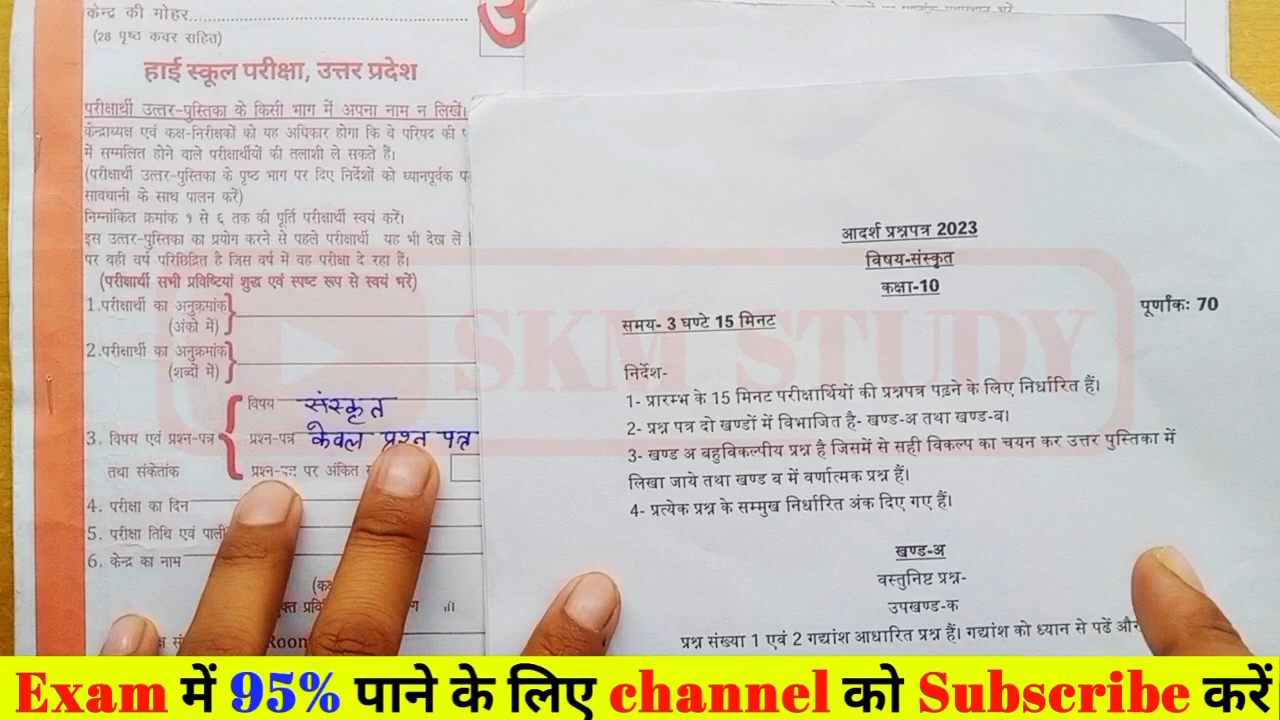 केन्द्र की मोहर
(28 पृष्ठ कवर सहित)
हाई स्कूल परीक्षा, उत्तर प्रदेश
परीक्षार्थी उत्तर-पुस्तिका के किसी भाग में अपना नाम न लिखें।
केन्द्राध्यक्ष एवं कक्ष-निरीक्षकों को यह अधिकार होगा कि वे परिषद की
में सम्मलित होने वाले परीक्षार्थीयों की तलाशी ले सकते हैं।
(परीक्षार्थी उत्तर-पुस्तिका के पृष्ठ भाग पर दिए निर्देशों को ध्यानपूर्वक
सावधानी के साथ पालन करें)
निम्नांकित क्रमांक १ से ६ तक की पूर्ति परीक्षार्थी स्वयं करें।
इस उत्तर-पुस्तिका का प्रयोग करने से पहले परीक्षार्थी यह भी देख लें
पर वही वर्ष परिछिद्रित है जिस वर्ष में वह परीक्षा दे रहा हैं।
(परीक्षार्थी सभी प्रविष्टियां शुद्ध एवं स्पष्ट रूप से स्वयं भरें)
1.परीक्षार्थी का अनुक्रमांक
(अंको में)
2.परीक्षार्थी का अनुक्रमांक
(शब्दों में)
विषय संस्कृत
3. विषय एवं प्रश्न-पत्र प्रश्न-पत्र केवल प्रश्न पत्र
तथा संकेतांक प्रश्न-पत्र पर अंकित
4. परीक्षा का दिन
5. परीक्षा तिथि एवं पाली
6. केन्द्र का नाम
Room
आदर्श प्रश्नपत्र 2023
विषय-संस्कृत
कक्षा-10
पूर्णांकः 70
समय- 3 घण्टे 15 मिनट
निर्देश-
1- प्रारम्भ के 15 मिनट परीक्षार्थियों की प्रश्नपत्र पढ़ने के लिए निर्धारित हैं।
2- प्रश्न पत्र दो खण्डों में विभाजित है- खण्ड-अ तथा खण्ड-ब।
3- खण्ड अ बहुविकल्पीय प्रश्न है जिसमें से सही विकल्प का चयन कर उत्तर पुस्तिका में
लिखा जाये तथा खण्ड ब में वर्णात्मक प्रश्न हैं।
4- प्रत्येक प्रश्न के सम्मुख निर्धारित अंक दिए गए हैं।
खण्ड-अ
वस्तुनिष्ट प्रश्न-
उपखण्ड-क
प्रश्न संख्या 1 एवं 2 गद्यांश आधारित प्रश्न हैं। गद्यांश को ध्यान से पढें और
SKM STUDY
Exam में 95% पाने के लिए channel को Subscribe करें